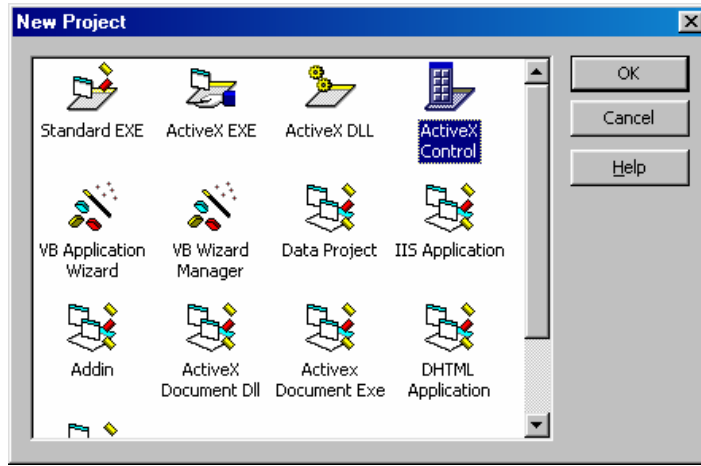 New Project
Standard EXE ActiveX EXE ActiveX DLL ActiveX
Control
VB Application
Wizard
VB Wizard
Manager
Data Project IIS Application
Addin
ActiveX
Document Dll
Activex
Document Exe
DHTML
Application
OK
Cancel
Help